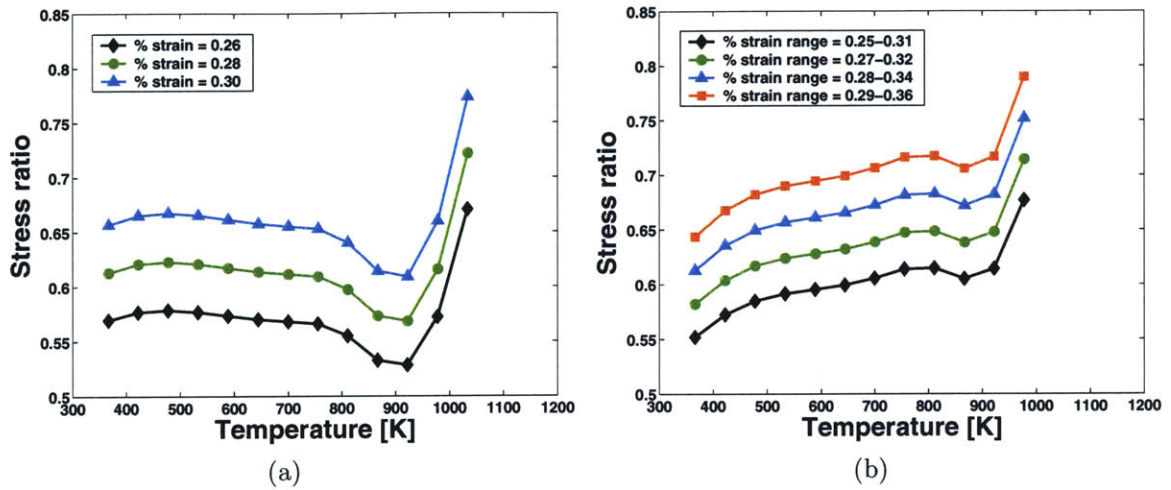 0.85
0.8
0.75
0.7
0.65
0.6
0.55
0.5
Stress ratio
% strain = 0.26
% strain = 0.28
% strain = 0.30
300 400 500 600 700 800 900 1000 1100 1200
Temperature [K]
(a)
0.85
0.8
0.75
0.7
0.65
0.6
0.55
0.5
Stress ratio
% strain range = 0.25–0.31
% strain range = 0.27–0.32
% strain range = 0.28–0.34
% strain range = 0.29–0.36
300 400 500 600 700 800 900 1000 1100 1200
Temperature [K]
(b)